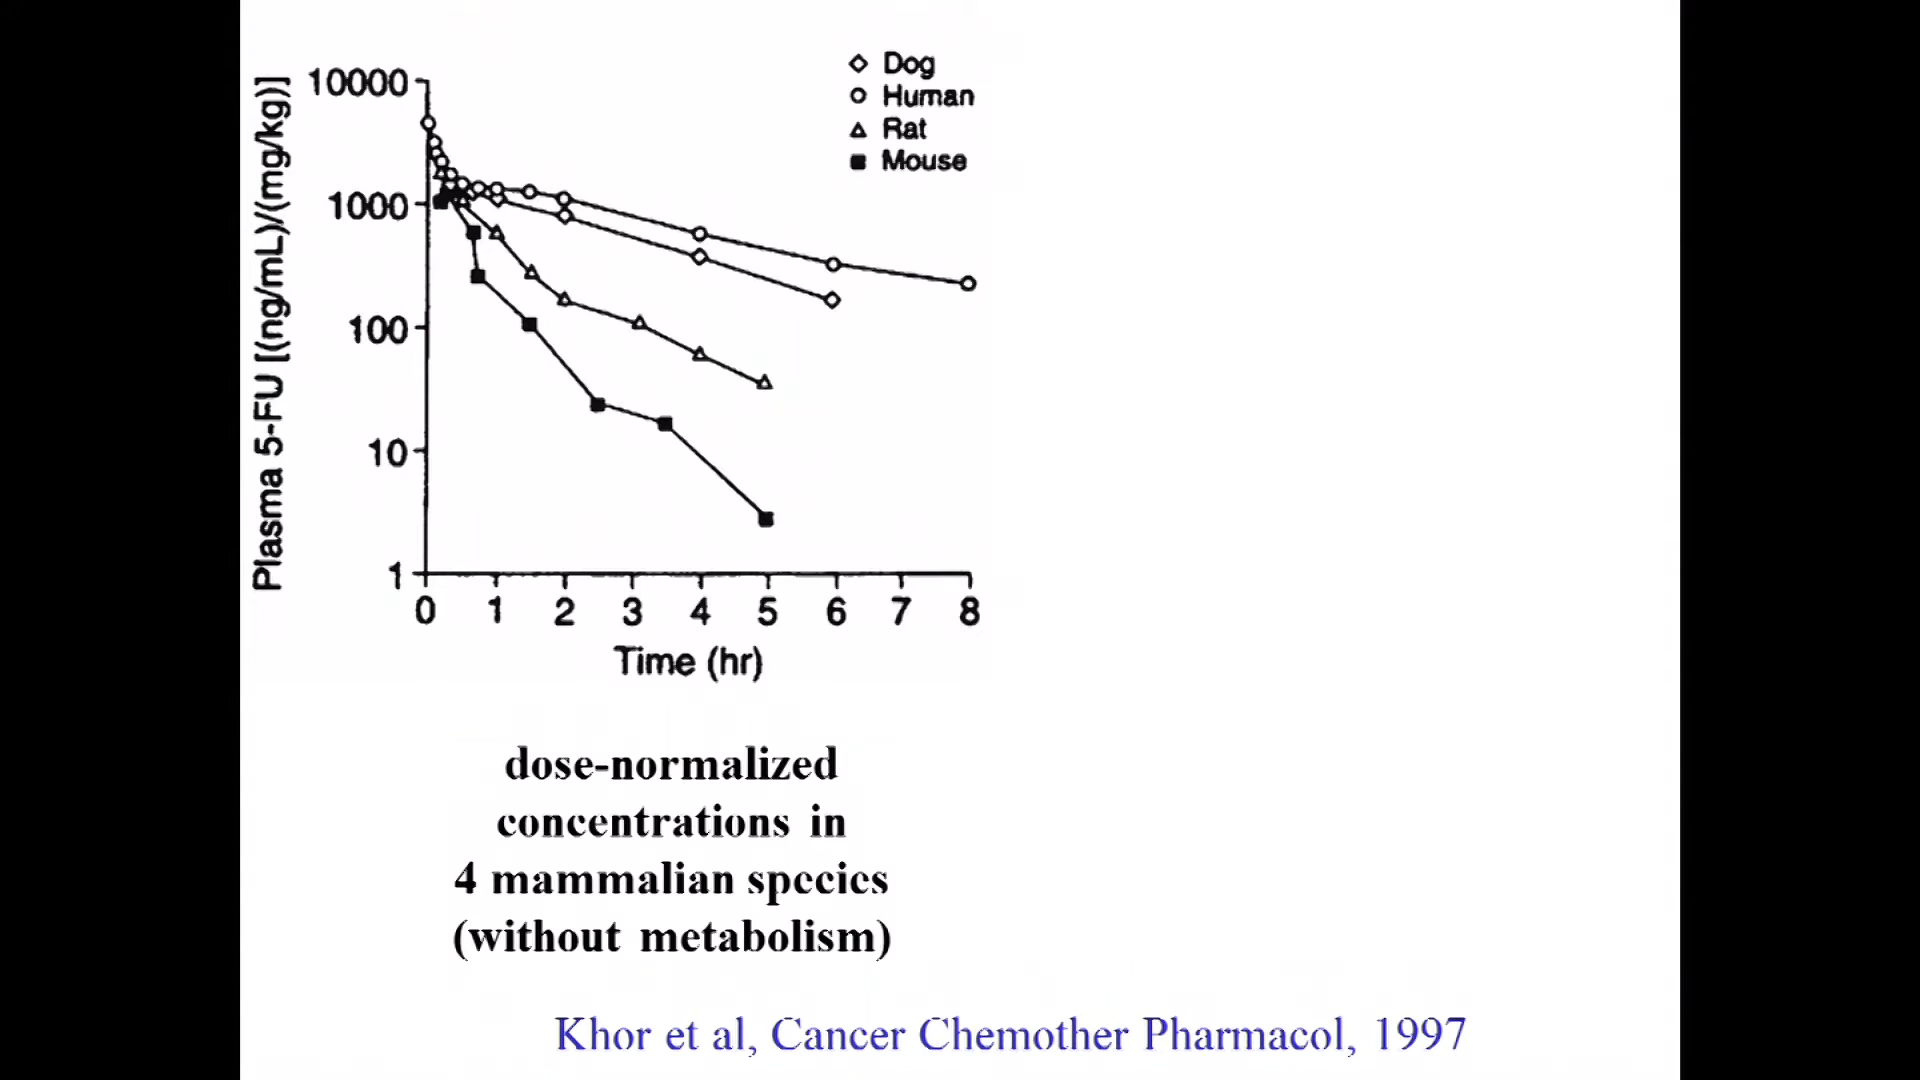 Dog
Human
Rat
Mouse
Plasma 5-FU [(ng/mL)/(mg/kg)]
10000
1000
100
10
1
0 1 2 3 4 5 6 7 8
Time (hr)
dose-normalized
concentrations in
4 mammalian species
(without metabolism)
Khor et al, Cancer Chemother Pharmacol, 1997